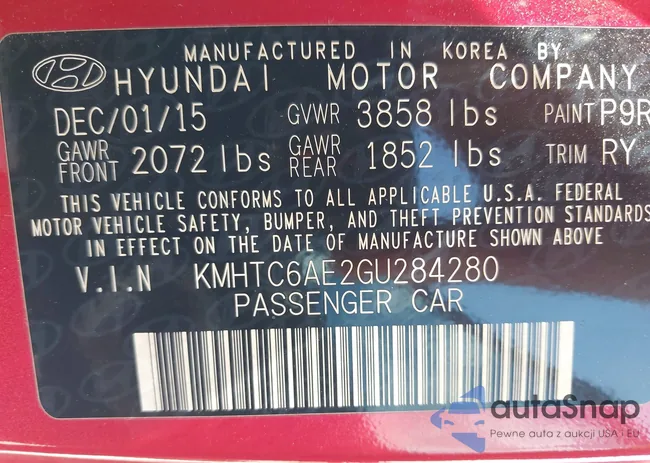 MANUFACTURED IN KOREA BY
HYUNDAI MOTOR COMPANY
DEC/01/15 GVWR 3858 lbs PAINT P9R
GAWR FRONT 2072 lbs GAWR REAR 1852 lbs TRIM RY
THIS VEHICLE CONFORMS TO ALL APPLICABLE U.S.A. FEDERAL
MOTOR VEHICLE SAFETY, BUMPER, AND THEFT PREVENTION STANDARDS
IN EFFECT ON THE DATE OF MANUFACTURE SHOWN ABOVE
V.I.N KMHTC6AE2GU284280
PASSENGER CAR
autoSnap
Pewne auta z aukcji USA i EU